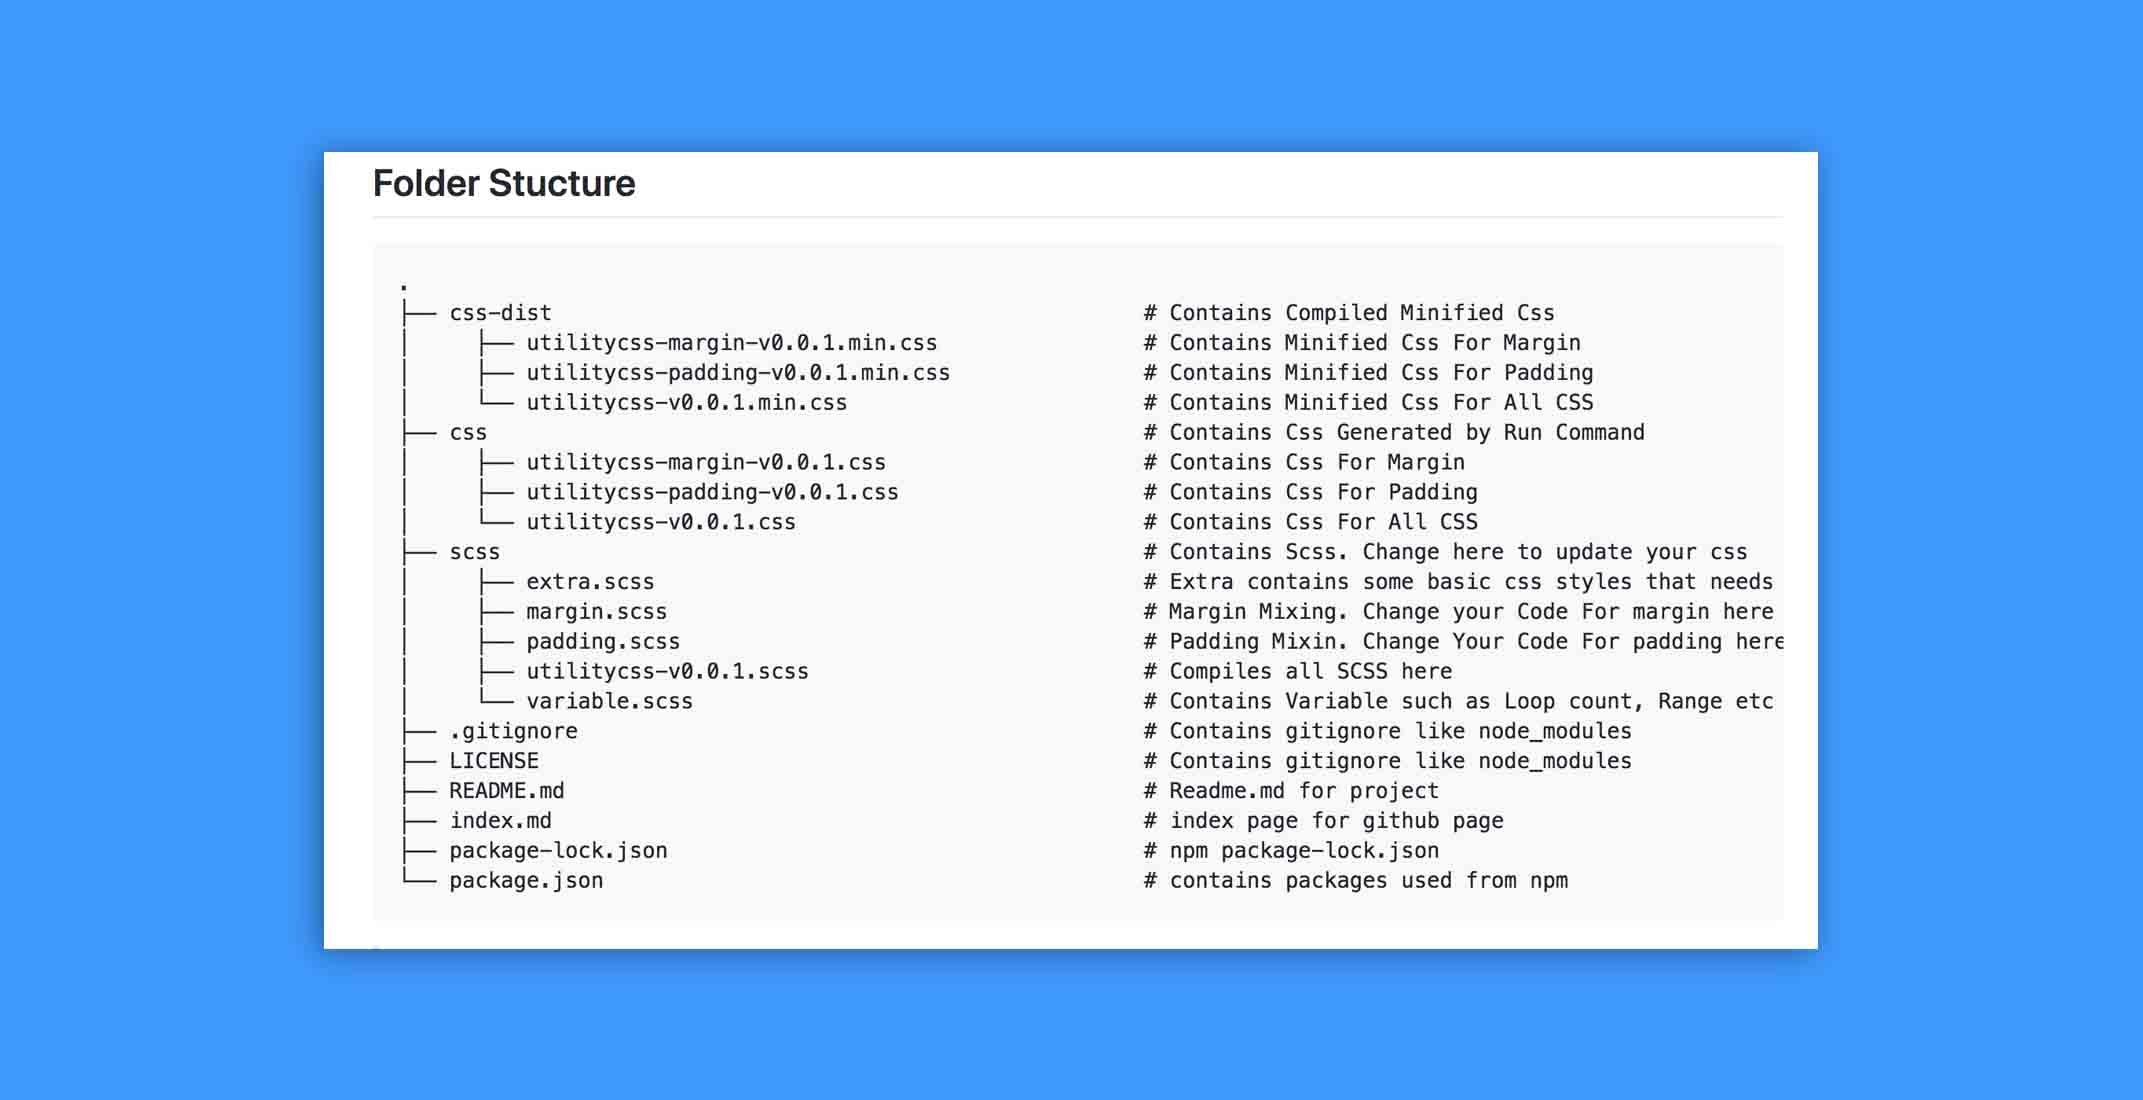 Folder Stucture
.
├── css-dist # Contains Compiled Minified Css
│ ├── utilitycss-margin-v0.0.1.min.css # Contains Minified Css For Margin
│ ├── utilitycss-padding-v0.0.1.min.css # Contains Minified Css For Padding
│ └── utilitycss-v0.0.1.min.css # Contains Minified Css For All CSS
├── css # Contains Css Generated by Run Command
│ ├── utilitycss-margin-v0.0.1.css # Contains Css For Margin
│ ├── utilitycss-padding-v0.0.1.css # Contains Css For Padding
│ └── utilitycss-v0.0.1.css # Contains Css For All CSS
├── scss # Contains Scss. Change here to update your css
│ ├── extra.scss # Extra contains some basic css styles that needs
│ ├── margin.scss # Margin Mixing. Change your Code For margin here
│ ├── padding.scss # Padding Mixin. Change Your Code For padding here
│ ├── utilitycss-v0.0.1.scss # Compiles all SCSS here
│ └── variable.scss # Contains Variable such as Loop count, Range etc
├── .gitignore # Contains gitignore like node_modules
├── LICENSE # Contains gitignore like node_modules
├── README.md # Readme.md for project
├── index.md # index page for github page
├── package-lock.json # npm package-lock.json
└── package.json # contains packages used from npm